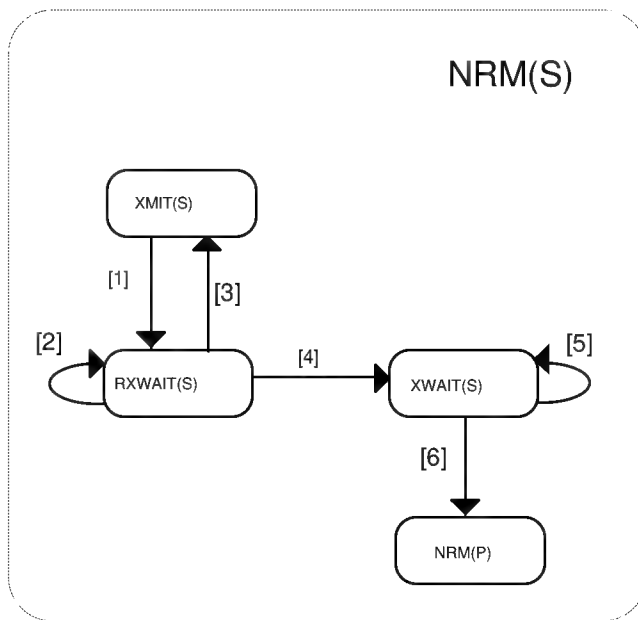 NRM(S)
XMIT(S)
[1]
[3]
[2]
RXWAIT(S)
[4]
XWAIT(S)
[5]
[6]
NRM(P)